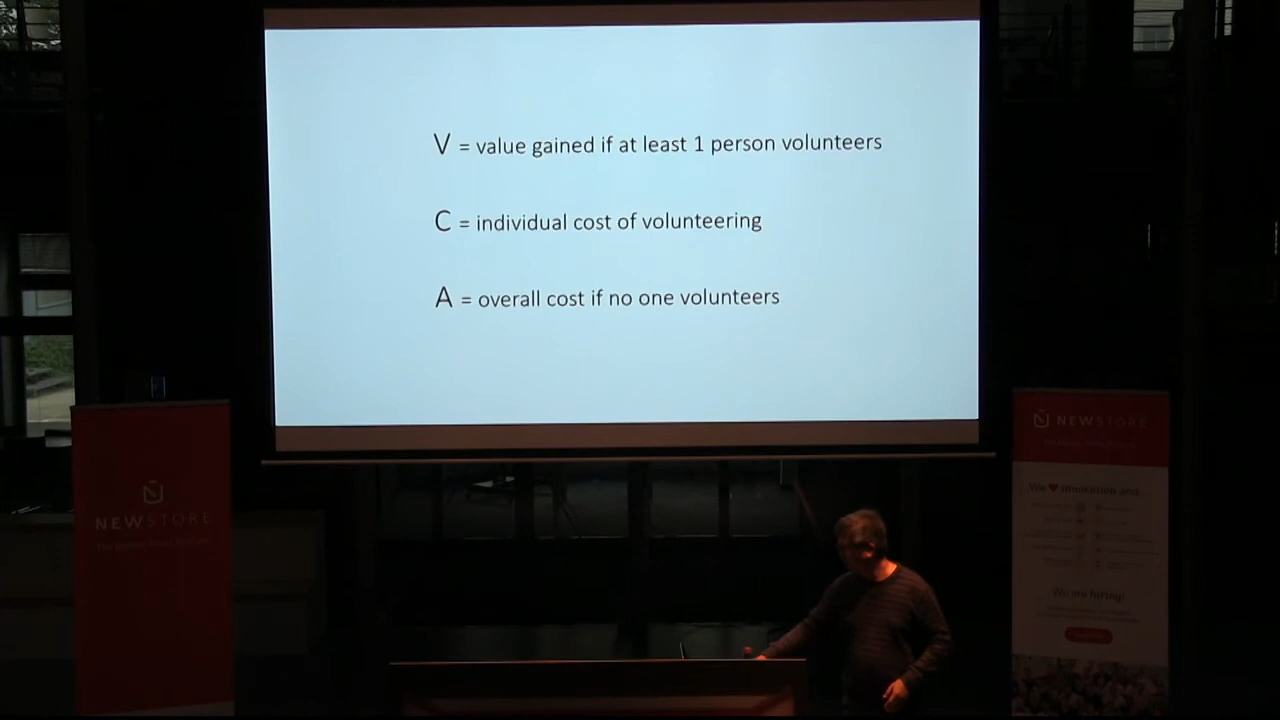 V = value gained if at least 1 person volunteers
C = individual cost of volunteering
A = overall cost if no one volunteers
NEWSTORE
NEWSTORE
We ♥ innovation and
We are hiring!